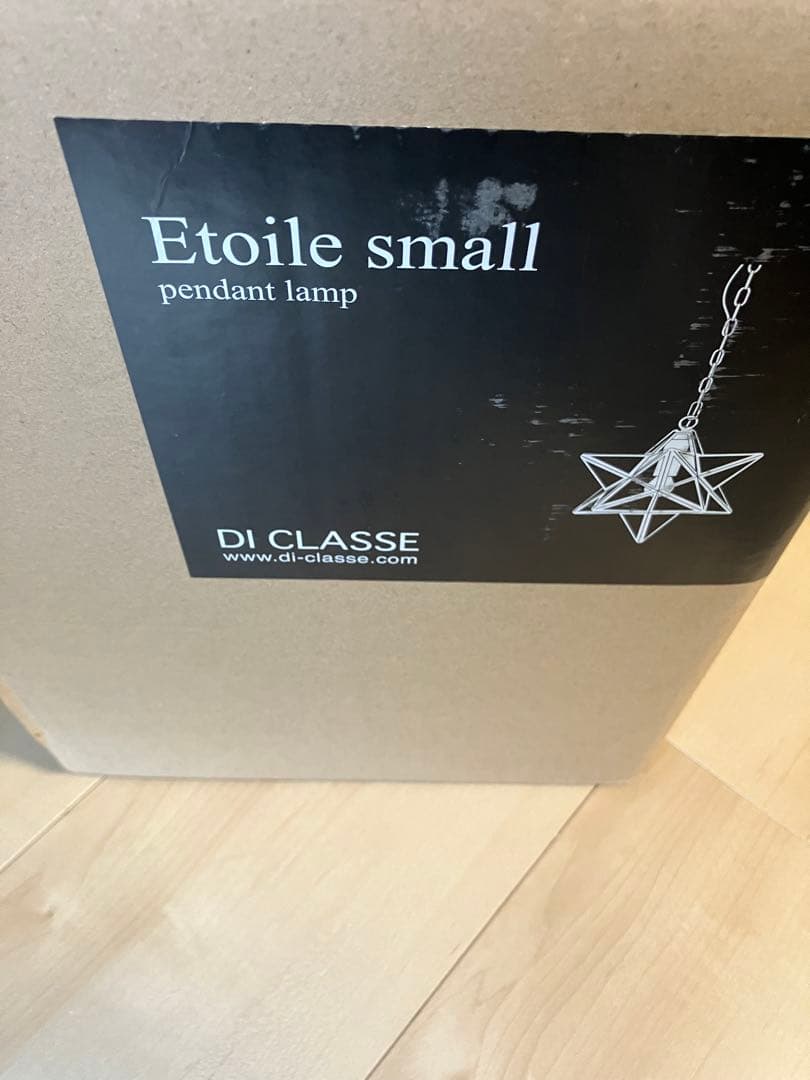 Etoile small
pendant lamp
DI CLASSE
www.di-classe.com